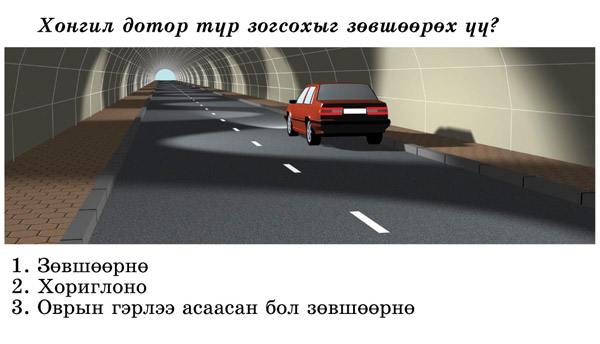 Хонгил дотор түр зогсохыг зөвшөөрөх үү?
1. Зөвшөөрнө
2. Хориглоно
3. Оврын гэрлээ асаасан бол зөвшөөрнө